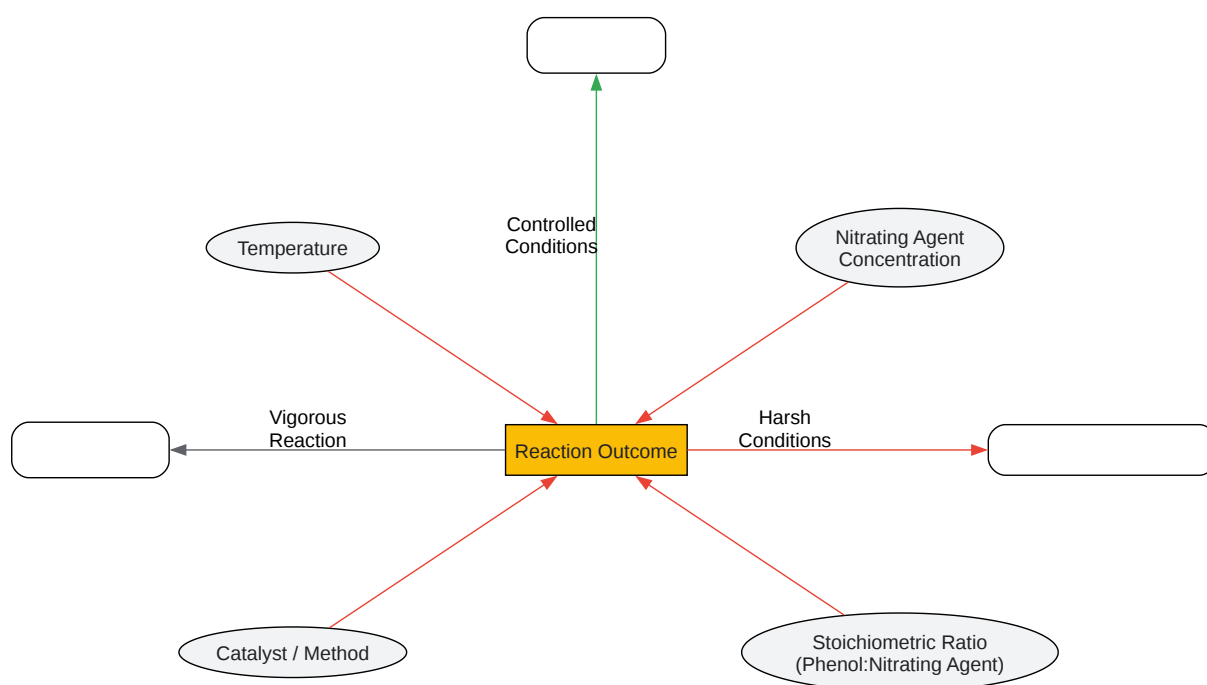 Controlled
Conditions
Temperature
Nitrating Agent
Concentration
Vigorous
Reaction
Reaction Outcome
Harsh
Conditions
Catalyst / Method
Stoichiometric Ratio
(Phenol:Nitrating Agent)